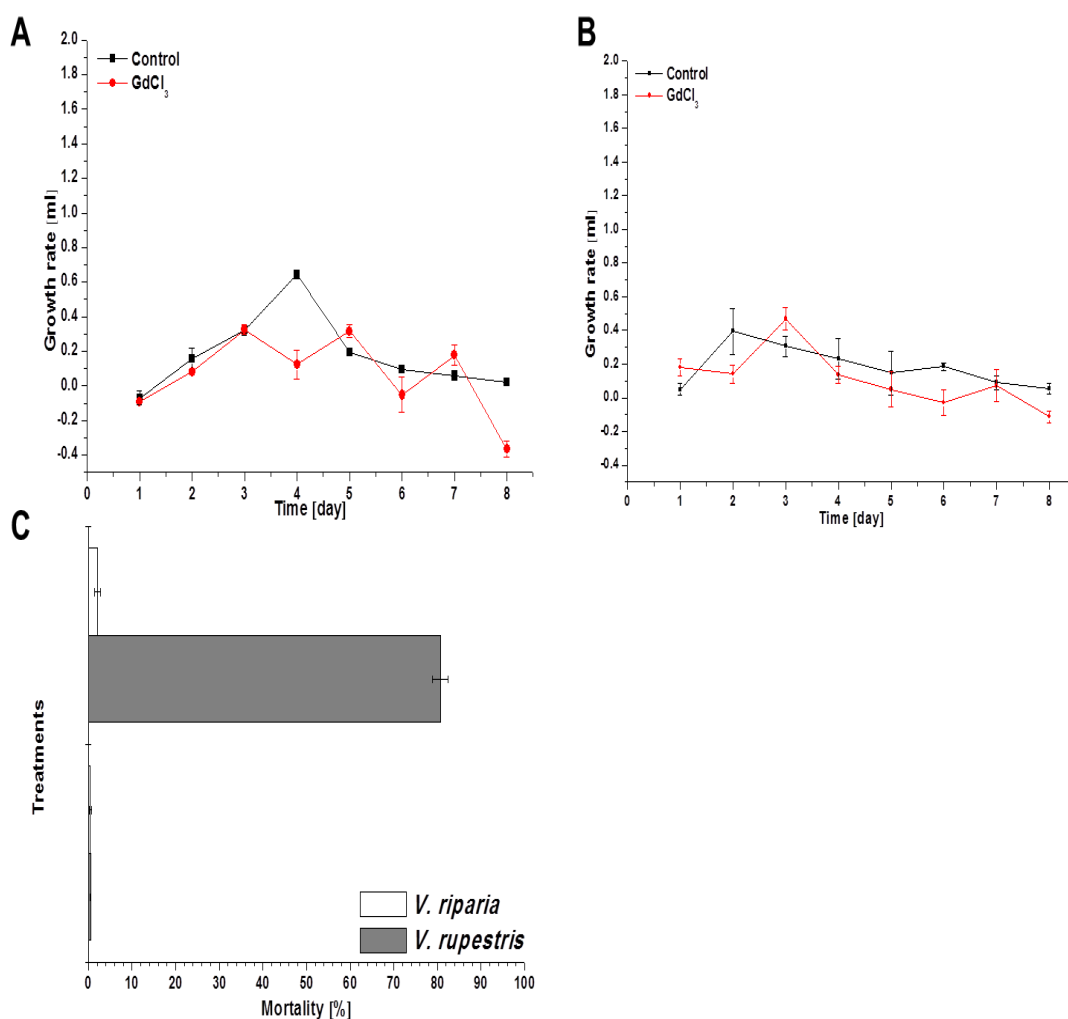 A
2.0
1.8
1.6
1.4
1.2
1.0
0.8
0.6
0.4
0.2
0.0
-0.2
-0.4
Growth rate [ml]
Control
GdCl3
0 1 2 3 4 5 6 7 8
Time [day]
B
2.0
1.8
1.6
1.4
1.2
1.0
0.8
0.6
0.4
0.2
0.0
-0.2
-0.4
Growth rate [ml]
Control
GdCl3
0 1 2 3 4 5 6 7 8
Time [day]
C
Treatments
V. riparia
V. rupestris
0 10 20 30 40 50 60 70 80 90 100
Mortality [%]